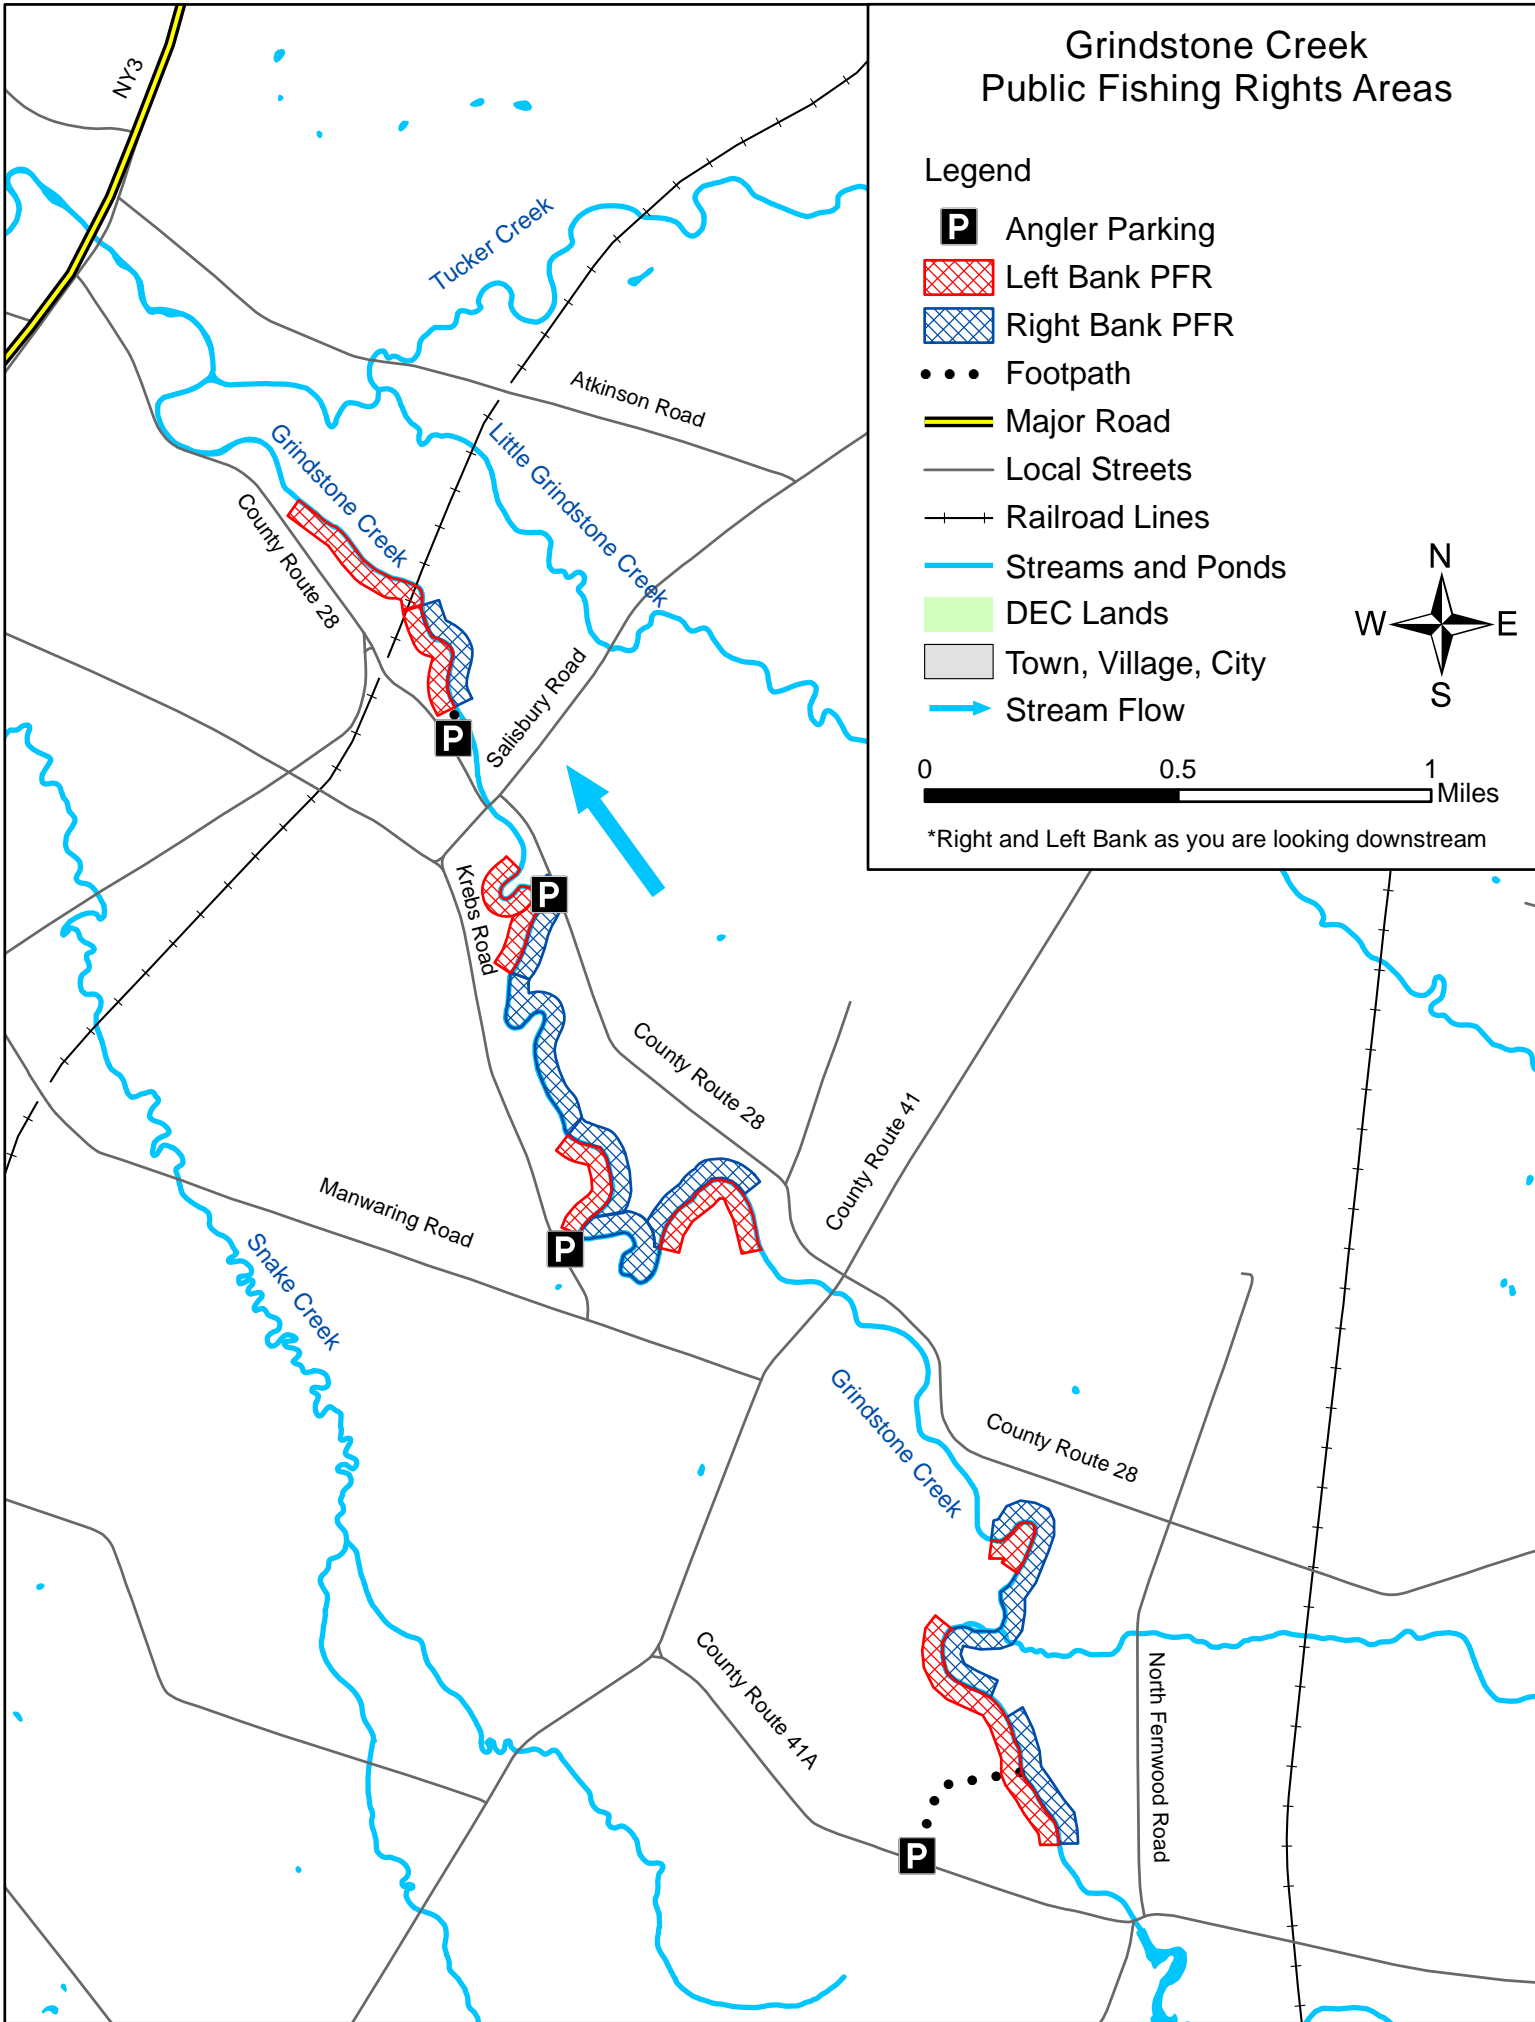 Grindstone Creek
Public Fishing Rights Areas
Legend
P Angler Parking
Left Bank PFR
Right Bank PFR
Footpath
Major Road
Local Streets
Railroad Lines
Streams and Ponds
DEC Lands
Town, Village, City
Stream Flow
N
W E
S
0 0.5 1
Miles
*Right and Left Bank as you are looking downstream
NY3
Tucker Creek
Atkinson Road
Grindstone Creek
Little Grindstone Creek
County Route 28
Salisbury Road
P
Krebs Road
P
County Route 28
County Route 41
Manwaring Road
Snake Creek
P
Grindstone Creek
County Route 28
County Route 41A
North Fernwood Road
P